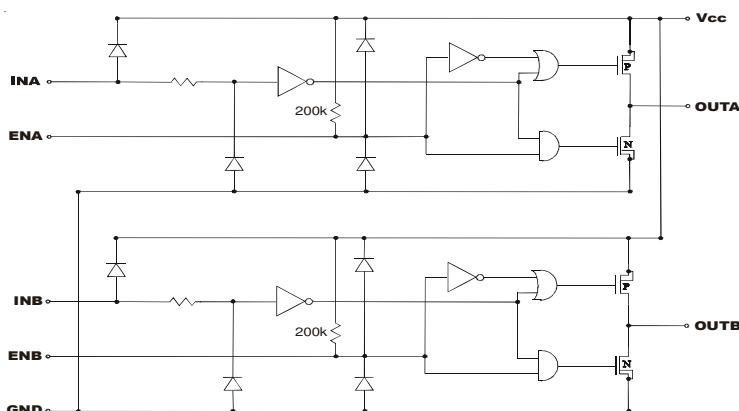 Vcc
INA
P
200k
OUTA
ENA
N
INB
P
200k
OUTB
ENB
N
GND